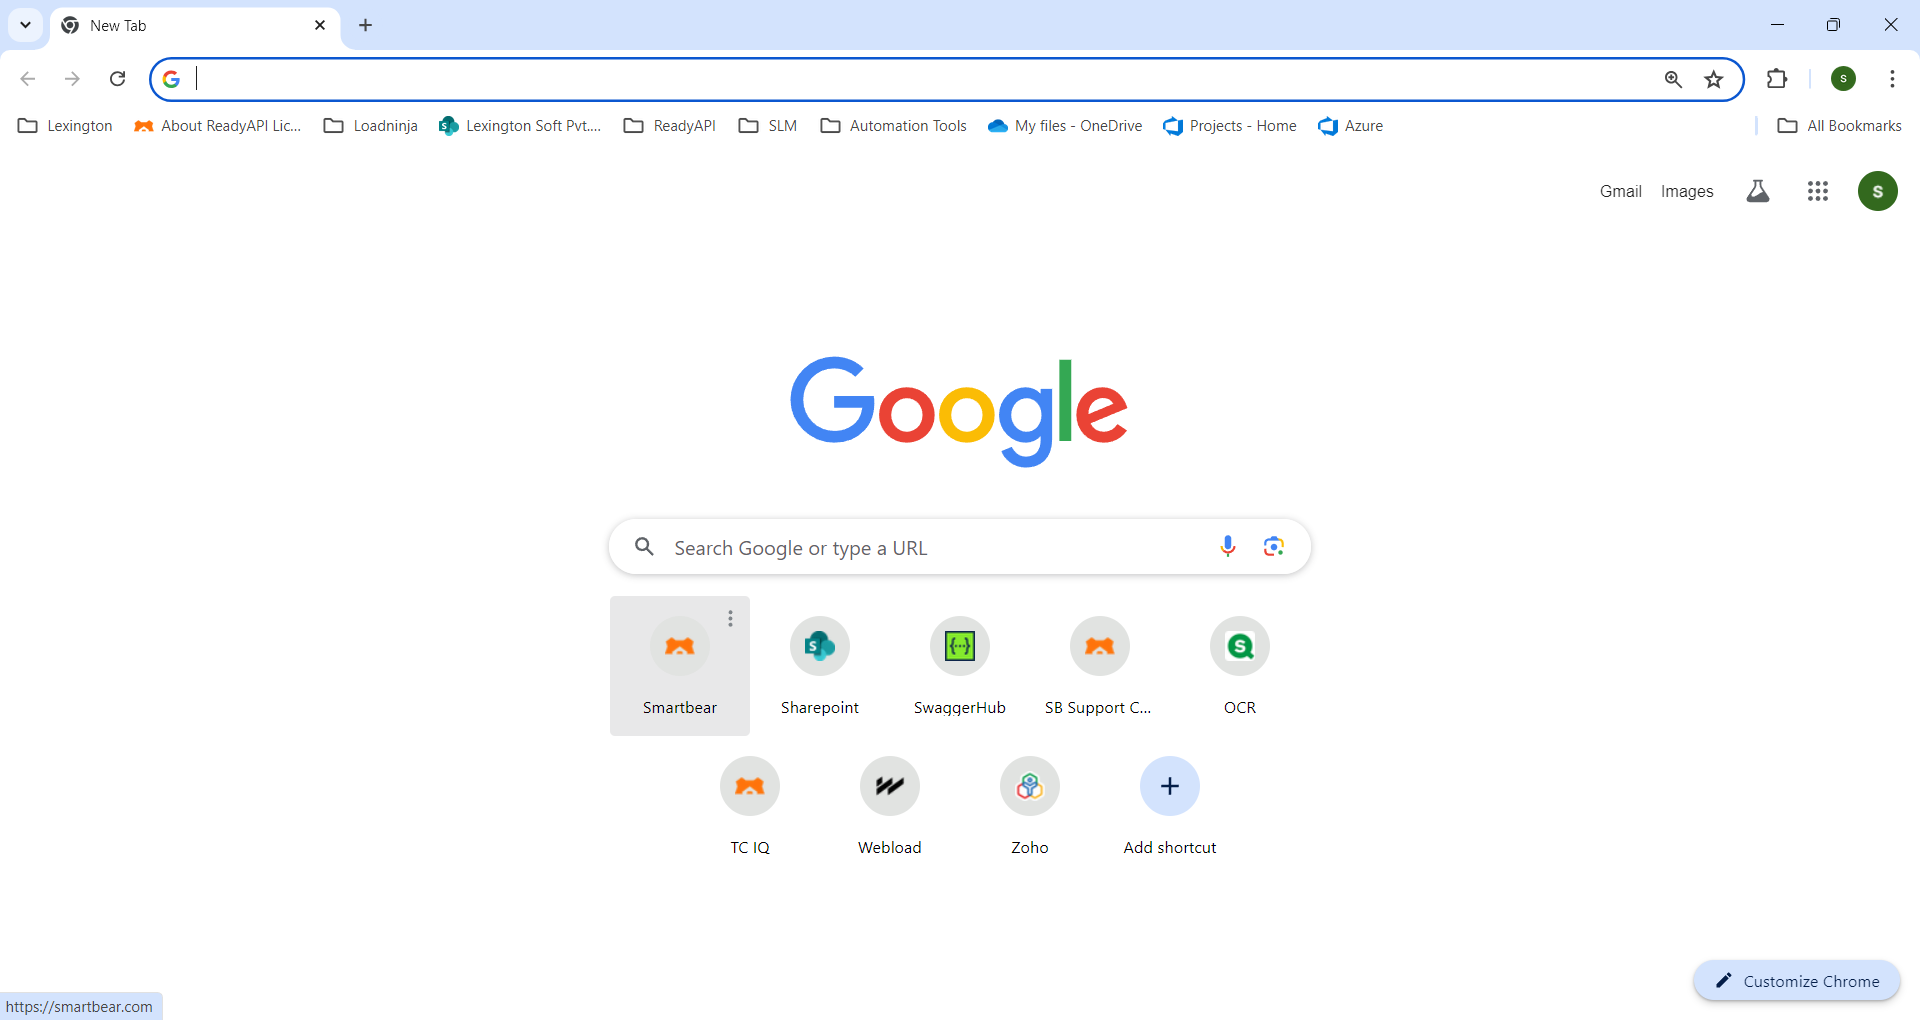 New Tab
Lexington
About ReadyAPI Lic...
Loadninja
Lexington Soft Pvt....
ReadyAPI
SLM
Automation Tools
My files - OneDrive
Projects - Home
Azure
All Bookmarks
Gmail
Images
S
S
Google
Search Google or type a URL
Smartbear
Sharepoint
SwaggerHub
SB Support C...
OCR
TC IQ
Webload
Zoho
Add shortcut
Customize Chrome
https://smartbear.com